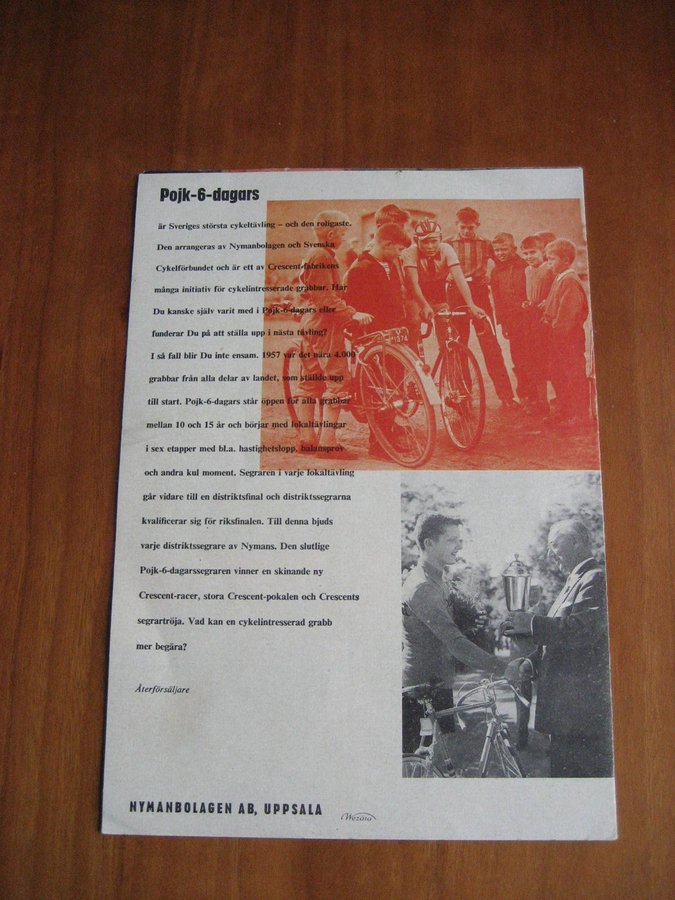 Pojk-6-dagars
är Sveriges största cykeltävling – och den roligaste.
Den arrangeras av Nymanbolagen och Svenska
Cykelförbundet och är ett av Crescent-fabrikens
många initiativ för cykelintresserade grabbar. Har
Du kanske själv varit med i Pojk-6-dagars eller
funderar Du på att ställa upp i nästa tävling?
I så fall blir Du inte ensam. 1957 var det nära 4.000
grabbar från alla delar av landet, som ställde upp
till start. Pojk-6-dagars står öppen för alla grabbar
mellan 10 och 15 år och börjar med lokaltävlingar
i sex etapper med bl.a. hastighetslopp, balansprov
och andra kul moment. Segraren i varje lokaltävling
går vidare till en distriktsfinal och distriktssegrarna
kvalificerar sig för riksfinalen. Till denna bjuds
varje distriktssegrare av Nymans. Den slutlige
Pojk-6-dagarssegraren vinner en skinande ny
Crescent-racer, stora Crescent-pokalen och Crescents
segrartröja. Vad kan en cykelintresserad grabb
mer begära?
Återförsäljare
NYMANBOLAGEN AB, UPPSALA
Wezäta